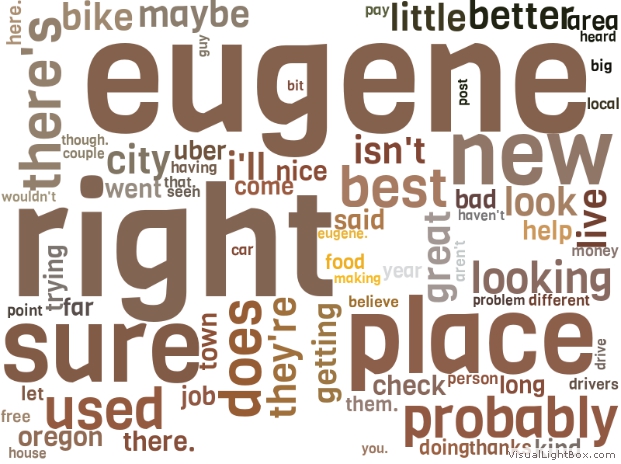 here.
bike
maybe
pay
little
better
area
heard
there's
eugene
guy
bit
post
big
local
though.
couple
city
uber
having
i'll
nice
isn't
new
wouldn't
went
that.
seen
come
best
bad
look
live
haven't
right
said
eugene.
help
car
great
aren't
money
trying
food
year
making
looking
point
far
believe
problem
different
sure
town
does
they're
getting
place
drive
let
used
job
check
person
long
drivers
free
them.
probably
oregon
there.
house
you.
doing
thanks
kind
VisualLightBox.com